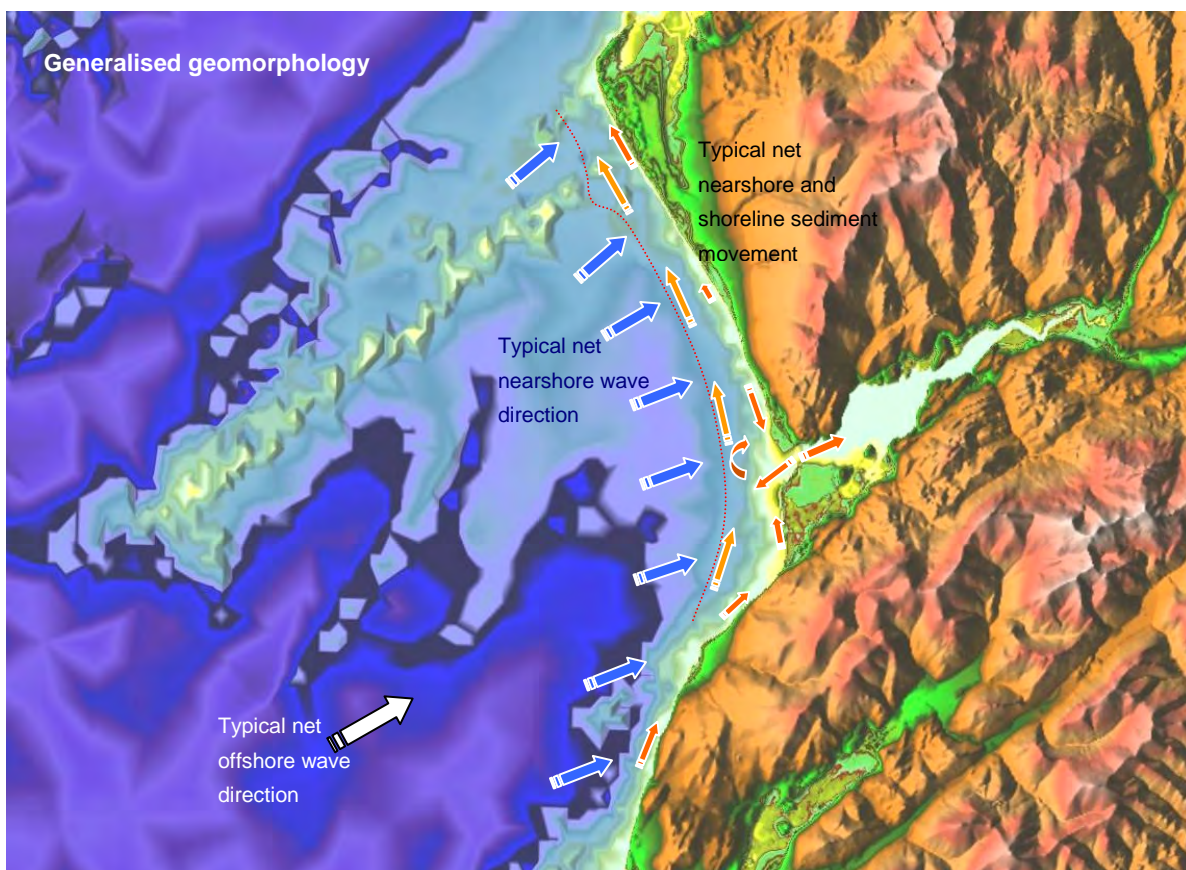 Generalised geomorphology
Typical net
nearshore and
shoreline sediment
movement
Typical net
nearshore wave
direction
Typical net
offshore wave
direction